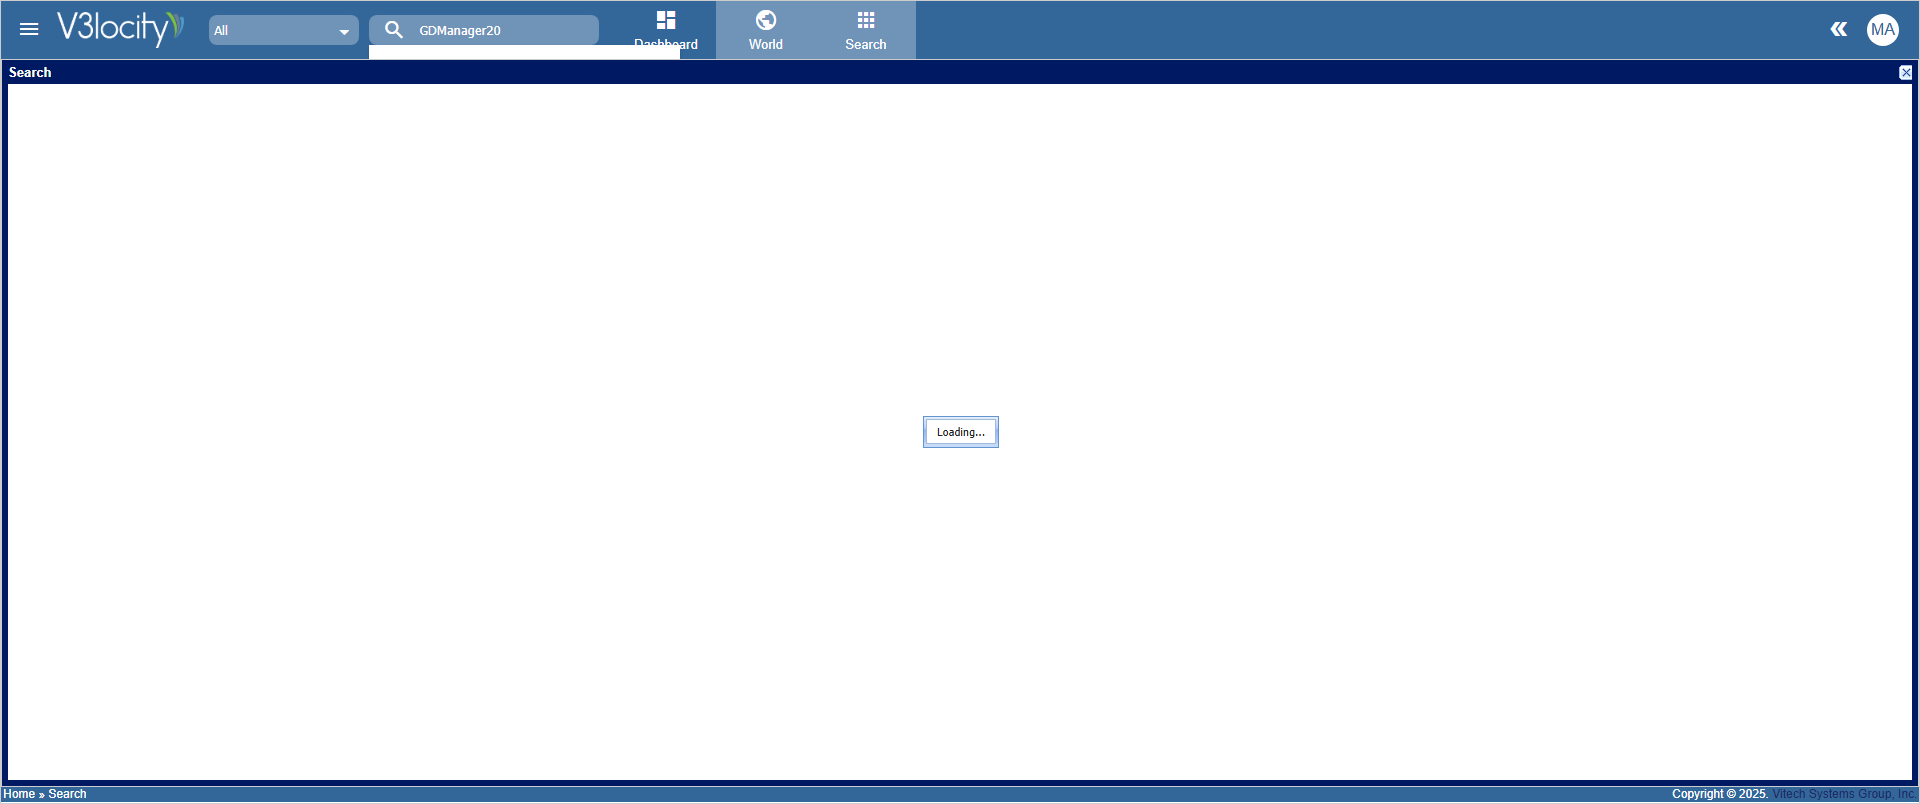 V3locity
All
GDManager20
Dashboard
World
Search
MA
Search
Loading...
Home » Search
Copyright © 2025. Vitech Systems Group, Inc.